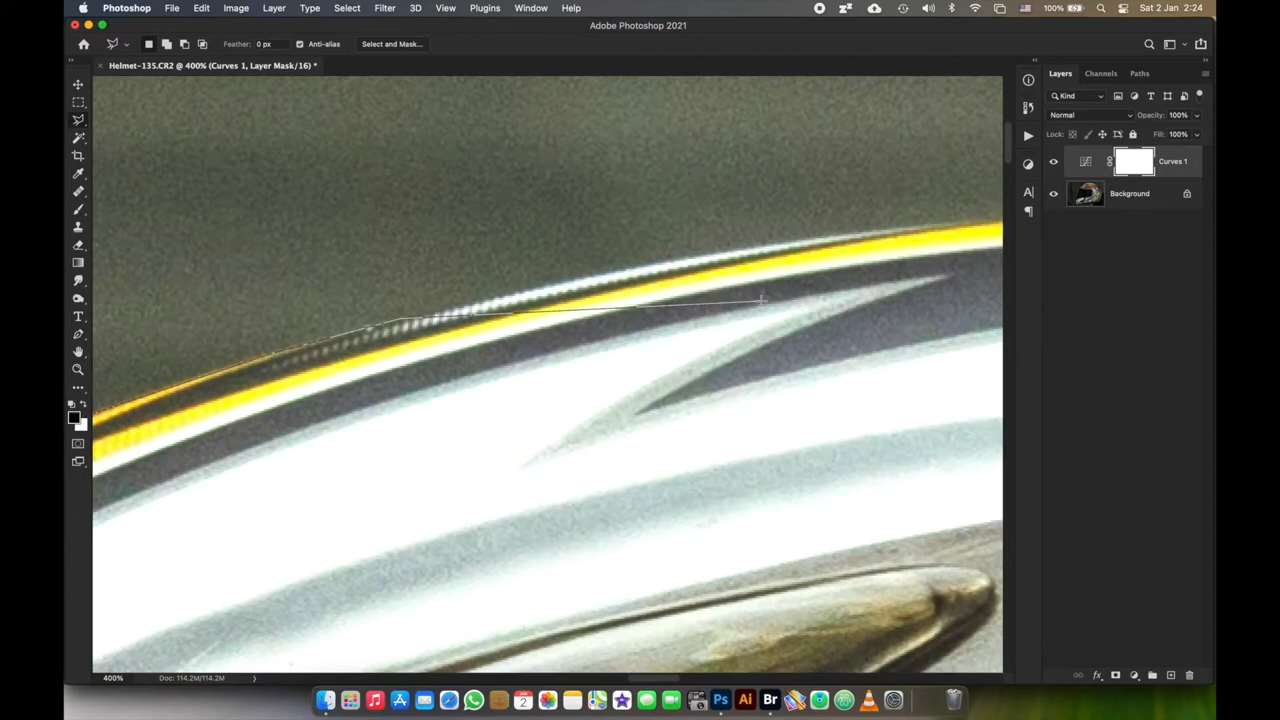 Photoshop File Edit Image Layer Type Select Filter 3D View Plugins Window Help 100% Sat 2 Jan 2:24
Adobe Photoshop 2021
Feather: 0 px Anti-alias Select and Mask...
Helmet-135.CR2 @ 400% (Curves 1, Layer Mask/16) *
Layers Channels Paths
Kind
Normal Opacity: 100%
Lock: Fill: 100%
Curves 1
Background
400% Doc: 114.2M/114.2M
Ps Ai Br